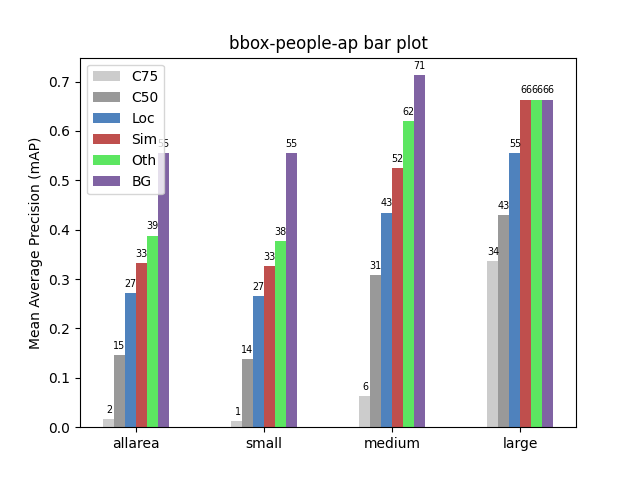 bbox-people-ap bar plot
Mean Average Precision (mAP)
0.7
0.6
0.5
0.4
0.3
0.2
0.1
0.0
C75
C50
Loc
Sim
Oth
BG
2
15
27
33
39
55
1
14
27
33
38
55
6
31
43
52
62
71
34
43
55
66
66
66
allarea
small
medium
large